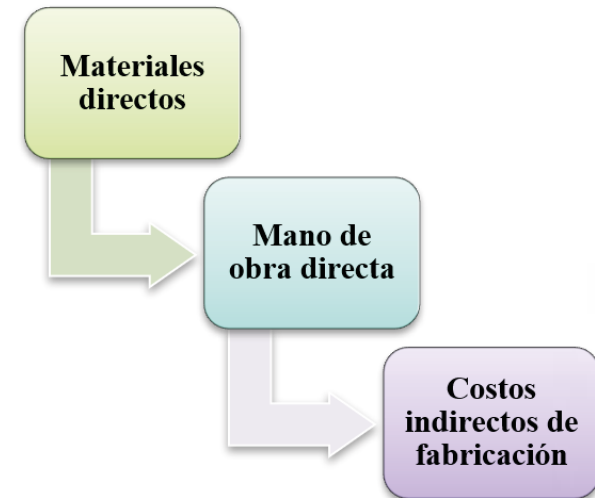 Materiales
directos
Mano de
obra directa
Costos
indirectos de
fabricación